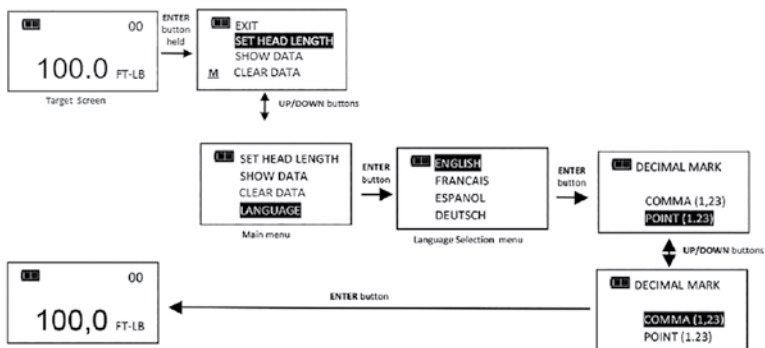 00
100.0 FT-LB
Target Screen
ENTER
button
held
EXIT
SET HEAD LENGTH
SHOW DATA
M CLEAR DATA
UP/DOWN buttons
SET HEAD LENGTH
SHOW DATA
CLEAR DATA
LANGUAGE
Main menu
ENTER
button
ENGLISH
FRANCAIS
ESPANOL
DEUTSCH
Language Selection menu
ENTER
button
DECIMAL MARK
COMMA (1,23)
POINT (1.23)
UP/DOWN buttons
DECIMAL MARK
COMMA (1,23)
POINT (1.23)
ENTER button
00
100,0 FT-LB